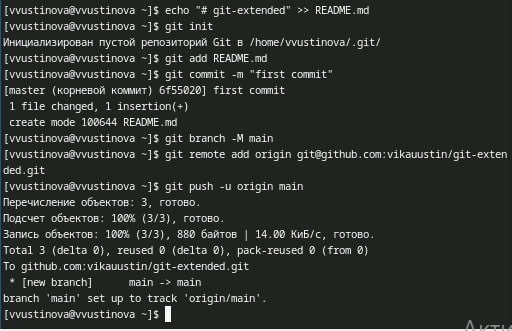 [vvustinova@vvustinova ~]$ echo "# git-extended" >> README.md
[vvustinova@vvustinova ~]$ git init
Инициализирован пустой репозиторий Git в /home/vvustinova/.git/
[vvustinova@vvustinova ~]$ git add README.md
[vvustinova@vvustinova ~]$ git commit -m "first commit"
[master (корневой коммит) 6f55020] first commit
 1 file changed, 1 insertion(+)
 create mode 100644 README.md
[vvustinova@vvustinova ~]$ git branch -M main
[vvustinova@vvustinova ~]$ git remote add origin git@github.com:vikauustin/git-exten
ded.git
[vvustinova@vvustinova ~]$ git push -u origin main
Перечисление объектов: 3, готово.
Подсчет объектов: 100% (3/3), готово.
Запись объектов: 100% (3/3), 880 байтов | 14.00 КиБ/с, готово.
Total 3 (delta 0), reused 0 (delta 0), pack-reused 0 (from 0)
To github.com:vikauustin/git-extended.git
 * [new branch]      main -> main
branch 'main' set up to track 'origin/main'.
[vvustinova@vvustinova ~]$